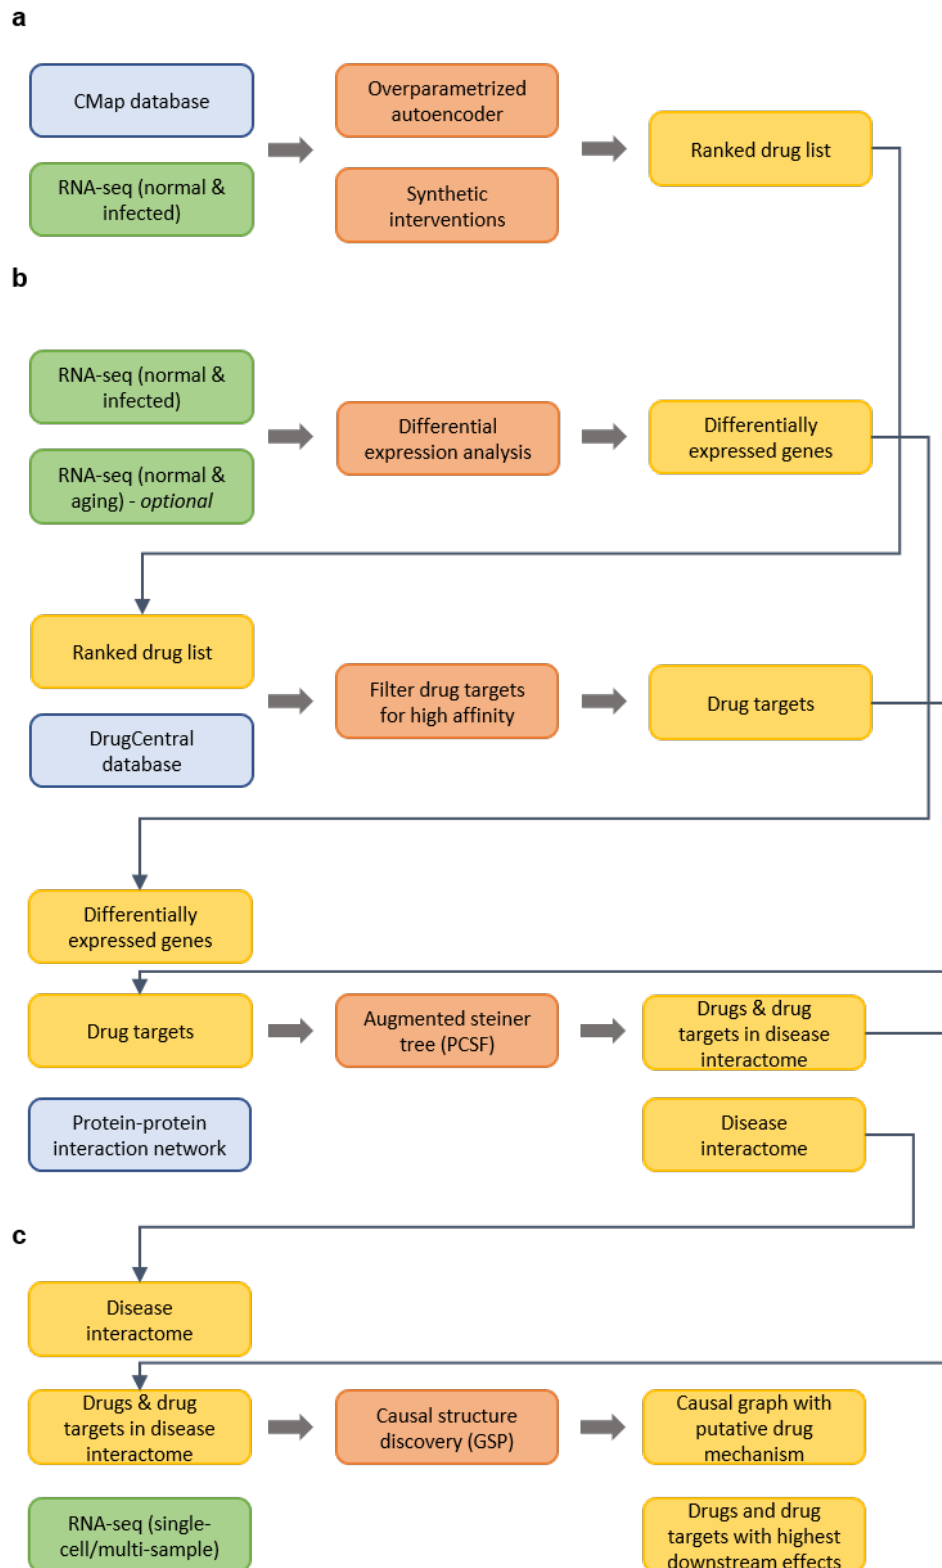 a
CMap database
RNA-seq (normal &
infected)
Overparametrized
autoencoder
Synthetic
interventions
Ranked drug list
b
RNA-seq (normal &
infected)
RNA-seq (normal &
aging) - optional
Differential
expression analysis
Differentially
expressed genes
Ranked drug list
DrugCentral
database
Filter drug targets
for high affinity
Drug targets
Differentially
expressed genes
Drug targets
Protein-protein
interaction network
Augmented steiner
tree (PCSF)
Drugs & drug
targets in disease
interactome
Disease
interactome
c
Disease
interactome
Drugs & drug
targets in disease
interactome
RNA-seq (single-
cell/multi-sample)
Causal structure
discovery (GSP)
Causal graph with
putative drug
mechanism
Drugs and drug
targets with highest
downstream effects